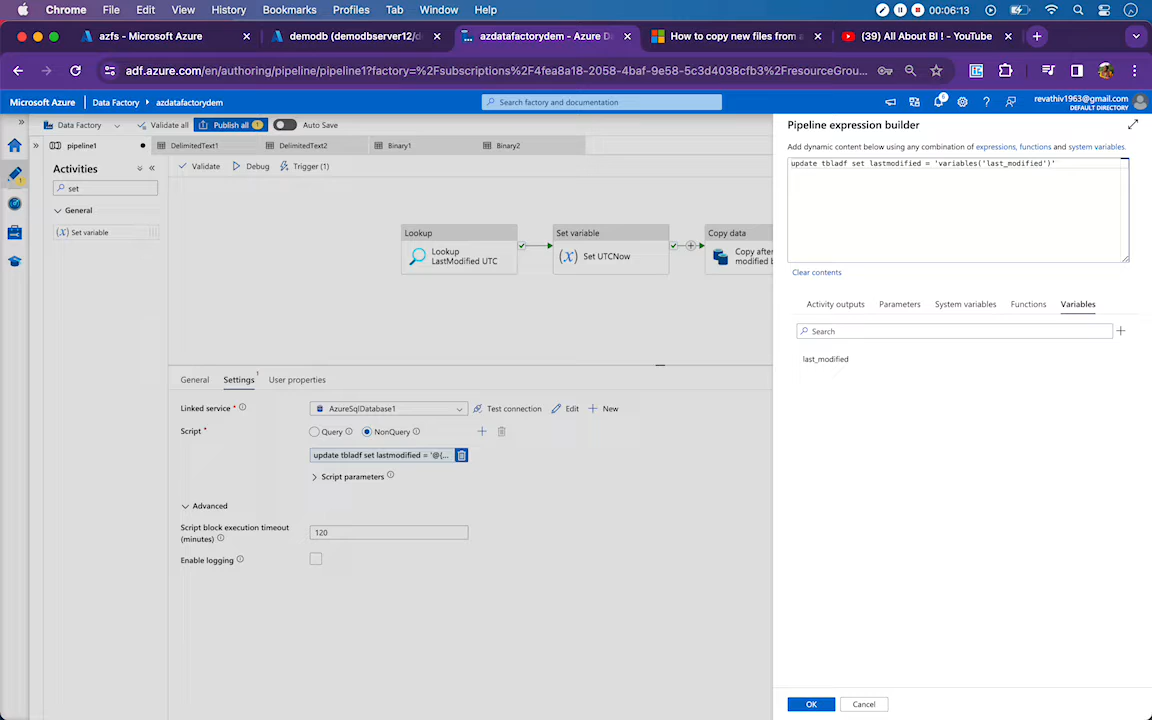 Chrome File Edit View History Bookmarks Profiles Tab Window Help 00:06:13
azfs - Microsoft Azure × demodb (demodbserver12/d × azdatafactorydem - Azure D × How to copy new files from a × (39) All About BI ! - YouTube ×
adf.azure.com/en/authoring/pipeline/pipeline1?factory=%2Fsubscriptions%2F4fea8a18-2058-4baf-9e58-5c3d4038cfb3%2FresourceGrou...
Microsoft Azure Data Factory azdatafactorydem Search factory and documentation revathiv1963@gmail.com
DEFAULT DIRECTORY
Data Factory Validate all Publish all 1 Auto Save
pipeline1 DelimitedText1 DelimitedText2 Binary1 Binary2
Activities
set
General
(x) Set variable
Validate Debug Trigger (1)
Lookup
Lookup
LastModified UTC
Set variable
(x) Set UTCNow
Copy data
Copy after
modified b
General Settings 1 User properties
Linked service * AzureSqlDatabase1 Test connection Edit New
Script * Query NonQuery
update tbladf set lastmodified = '@{...
Script parameters
Advanced
Script block execution timeout
(minutes) 120
Enable logging
Pipeline expression builder
Add dynamic content below using any combination of expressions, functions and system variables.
update tbladf set lastmodified = 'variables('last_modified')'
Clear contents
Activity outputs Parameters System variables Functions Variables
Search
last_modified
OK Cancel